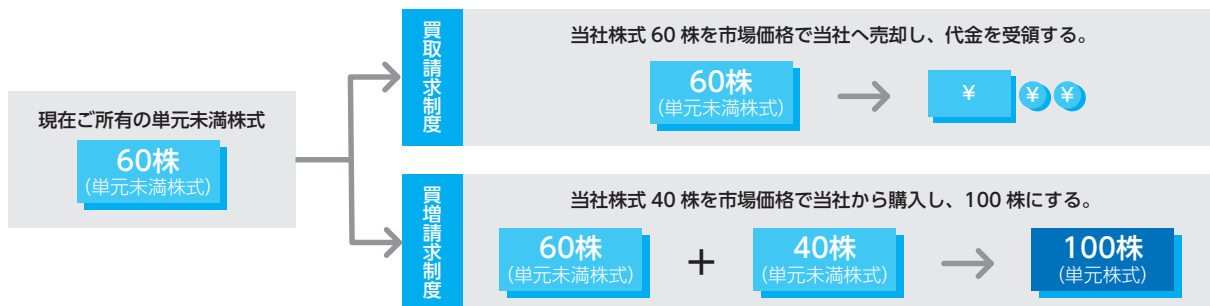 現在ご所有の単元未満株式
60株
(単元未満株式)
買取請求制度
当社株式 60 株を市場価格で当社へ売却し、代金を受領する。
60株
(単元未満株式)
¥
¥
¥
買増請求制度
当社株式 40 株を市場価格で当社から購入し、100 株にする。
60株
(単元未満株式)
+
40株
(単元未満株式)
100株
(単元株式)